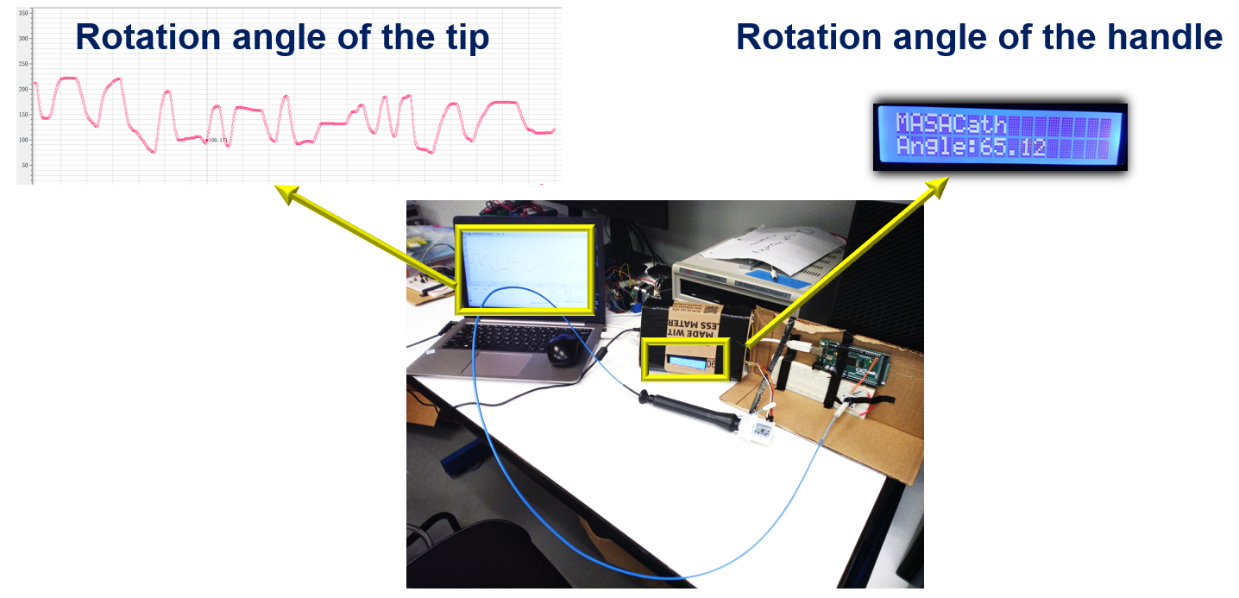 Rotation angle of the tip
350
300
250
200
150
100
50
Rotation angle of the handle
MASACath
Angle:65.12
MADE WIT
LESS MATER